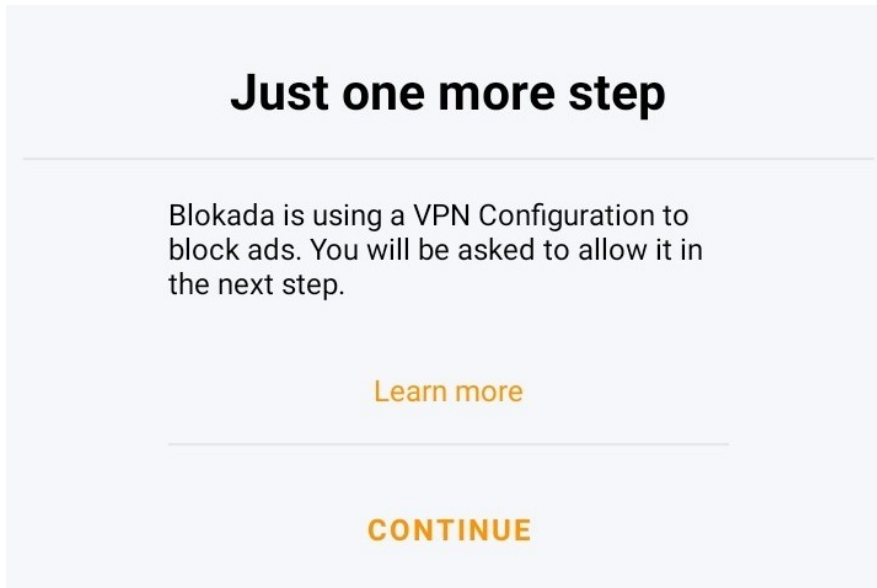 Just one more step
Blokada is using a VPN Configuration to
block ads. You will be asked to allow it in
the next step.
Learn more
CONTINUE